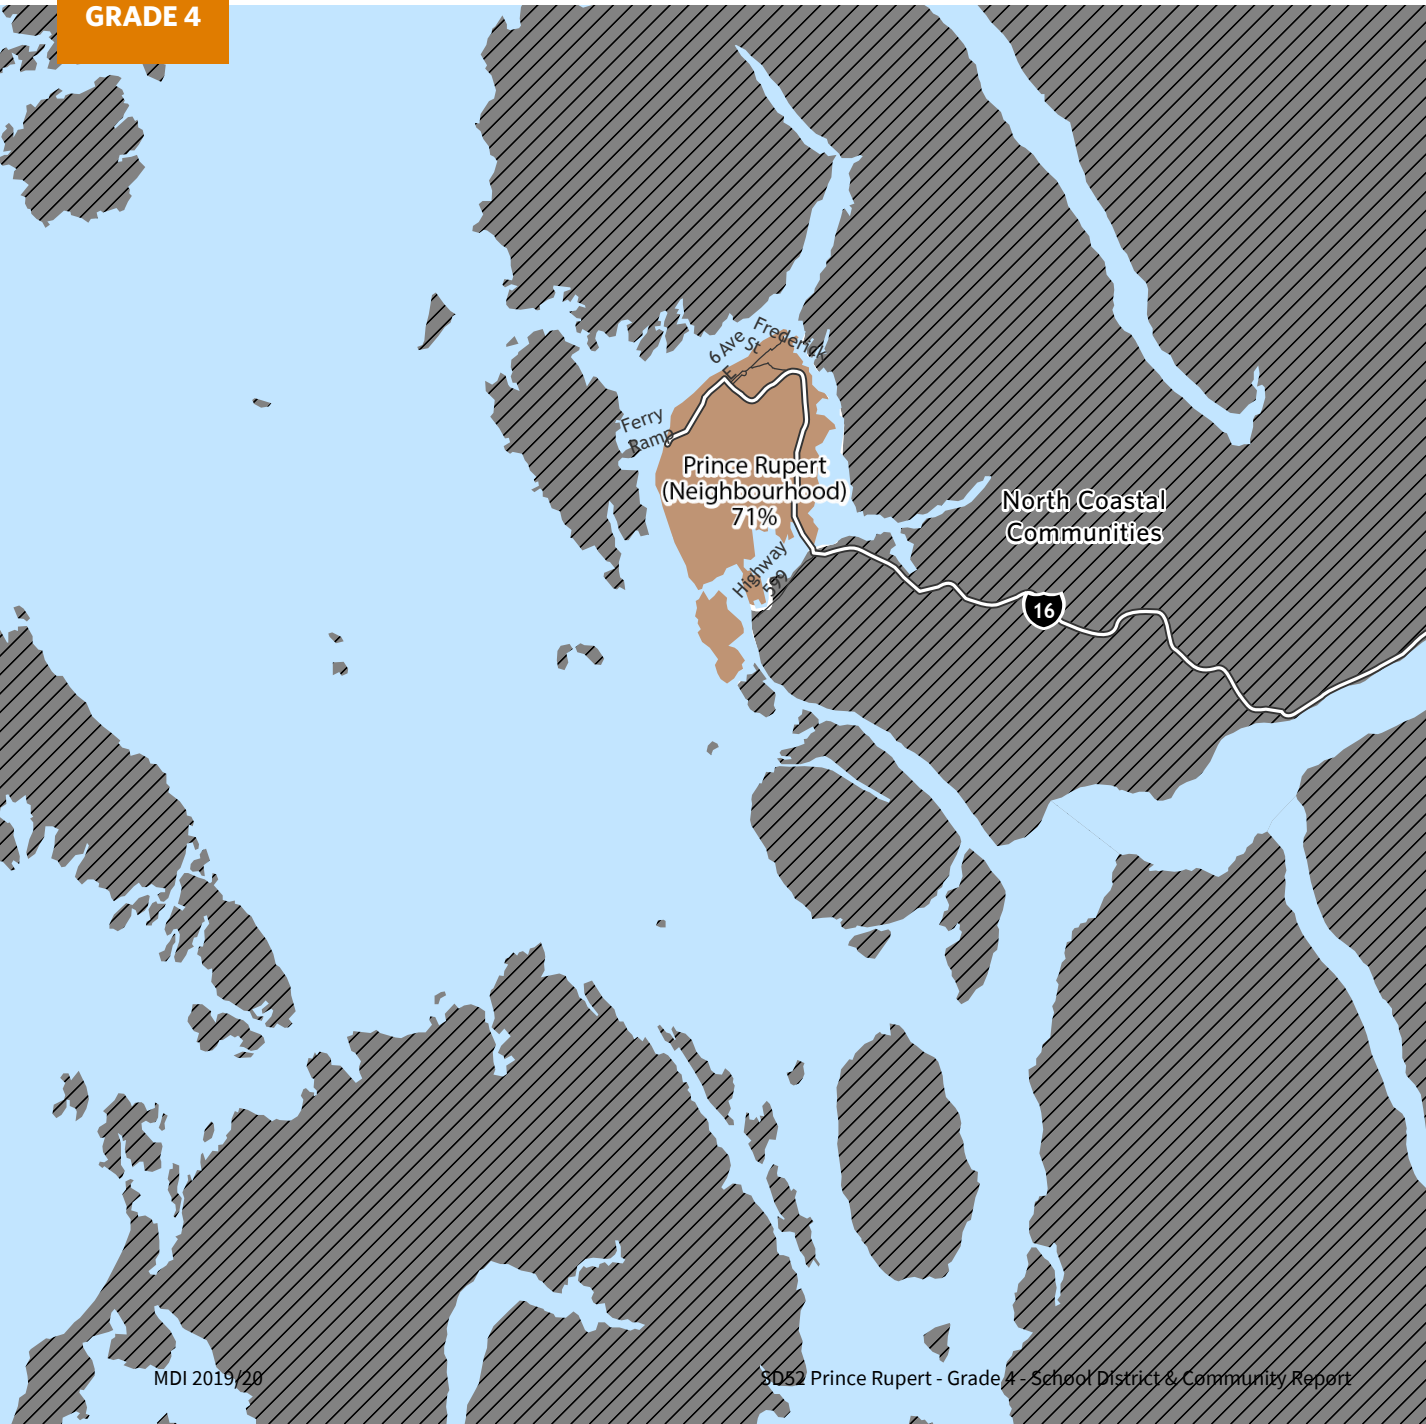 GRADE 4
Frederick
St
6 Ave
E
Ferry
Ramp
Prince Rupert
(Neighbourhood)
71%
North Coastal
Communities
Highway
599
16
MDI 2019/20
SD52 Prince Rupert - Grade 4 - School District & Community Report